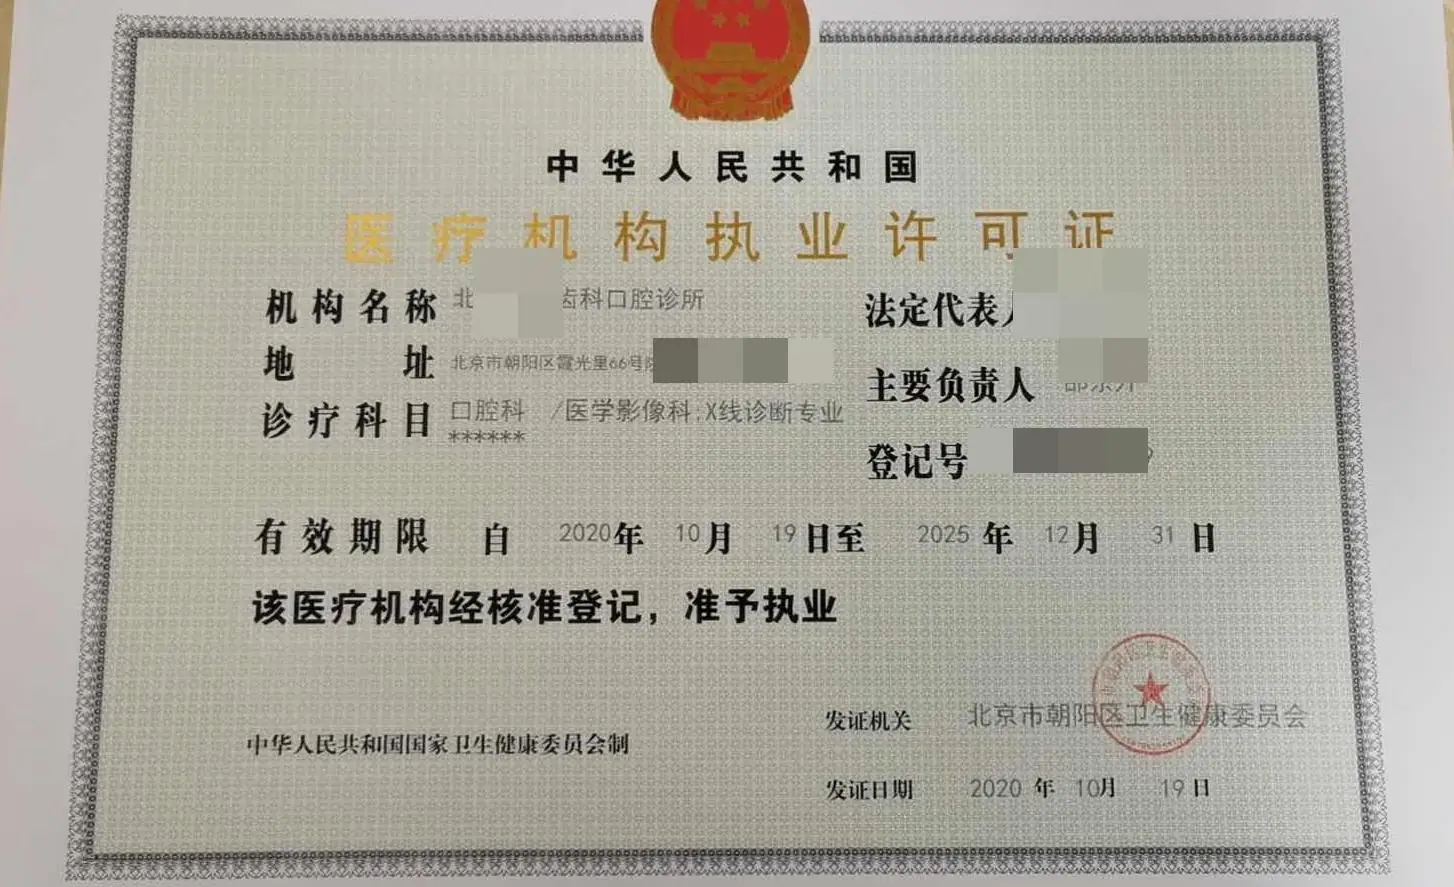 中华人民共和国
医疗机构执业许可证
机构名称 北 齿科口腔诊所
法定代表人
地 址 北京市朝阳区霞光里66号院
主要负责人
诊疗科目 口腔科 /医学影像科;X线诊断专业
******
登记号 9
有效期限 自 2020年 10月 19日至 2025年 12月 31日
该医疗机构经核准登记，准予执业
发证机关 北京市朝阳区卫生健康委员会
中华人民共和国国家卫生健康委员会制
发证日期 2020年 10月 19日